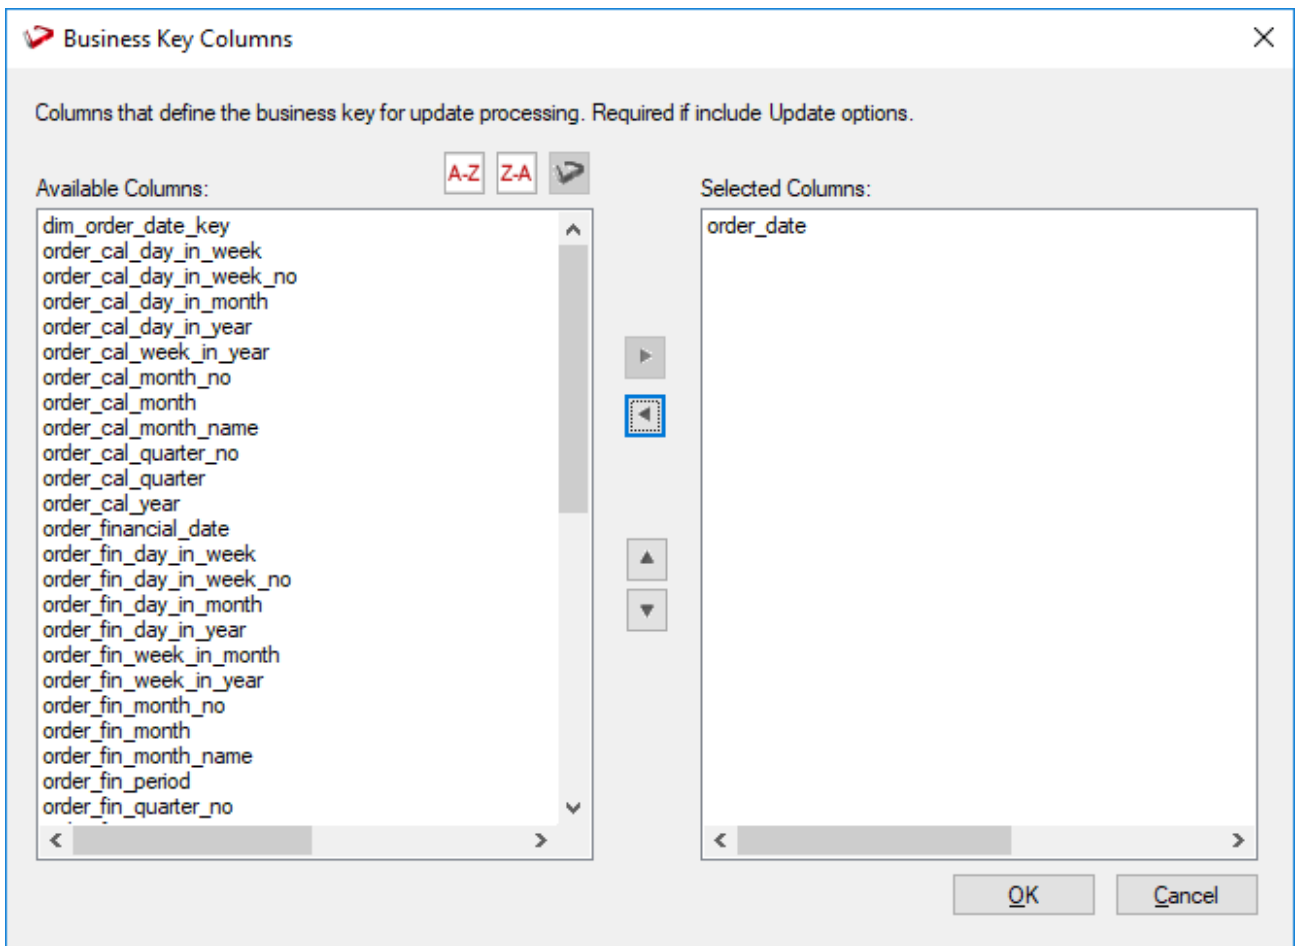 Business Key Columns
Columns that define the business key for update processing. Required if include Update options.
A-Z
Z-A
Available Columns:
dim_order_date_key
order_cal_day_in_week
order_cal_day_in_week_no
order_cal_day_in_month
order_cal_day_in_year
order_cal_week_in_year
order_cal_month_no
order_cal_month
order_cal_month_name
order_cal_quarter_no
order_cal_quarter
order_cal_year
order_financial_date
order_fin_day_in_week
order_fin_day_in_week_no
order_fin_day_in_month
order_fin_day_in_year
order_fin_week_in_month
order_fin_week_in_year
order_fin_month_no
order_fin_month
order_fin_month_name
order_fin_period
order_fin_quarter_no
Selected Columns:
order_date
OK
Cancel